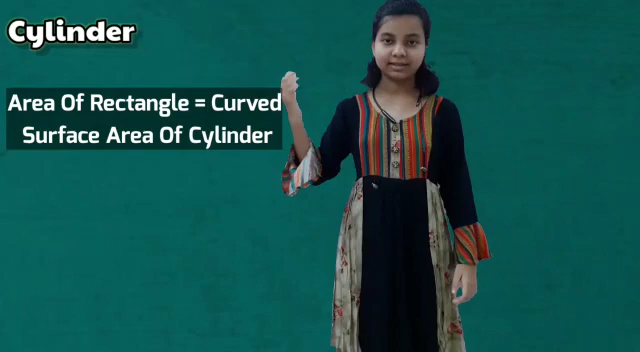 Cylinder
Area Of Rectangle = Curved
Surface Area Of Cylinder